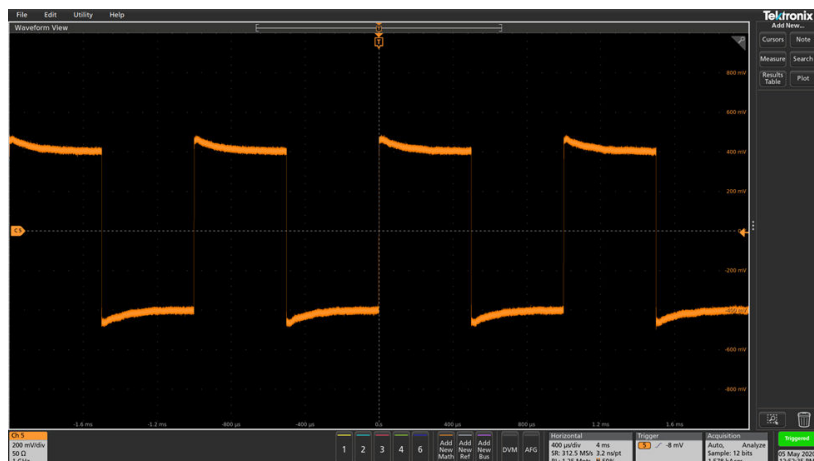 File Edit Utility Help
Tektronix
Waveform View
Add New...
T
T
Cursors Note
Measure Search
Results Table Plot
800 mV
600 mV
400 mV
200 mV
C 5
-200 mV
-400 mV
-600 mV
-800 mV
-1.6 ms -1.2 ms -800 µs -400 µs 0 s 400 µs 800 µs 1.2 ms 1.6 ms
Ch 5
200 mV/div
50 Ω
1 2 3 4 6
Add New Math
Add New Ref
Add New Bus
DVM AFG
Horizontal
400 µs/div 4 ms
SR: 312.5 MS/s 3.2 ns/pt
Trigger
5 -8 mV
Acquisition
Auto, Analyze
Sample: 12 bits
Triggered
05 May 2020